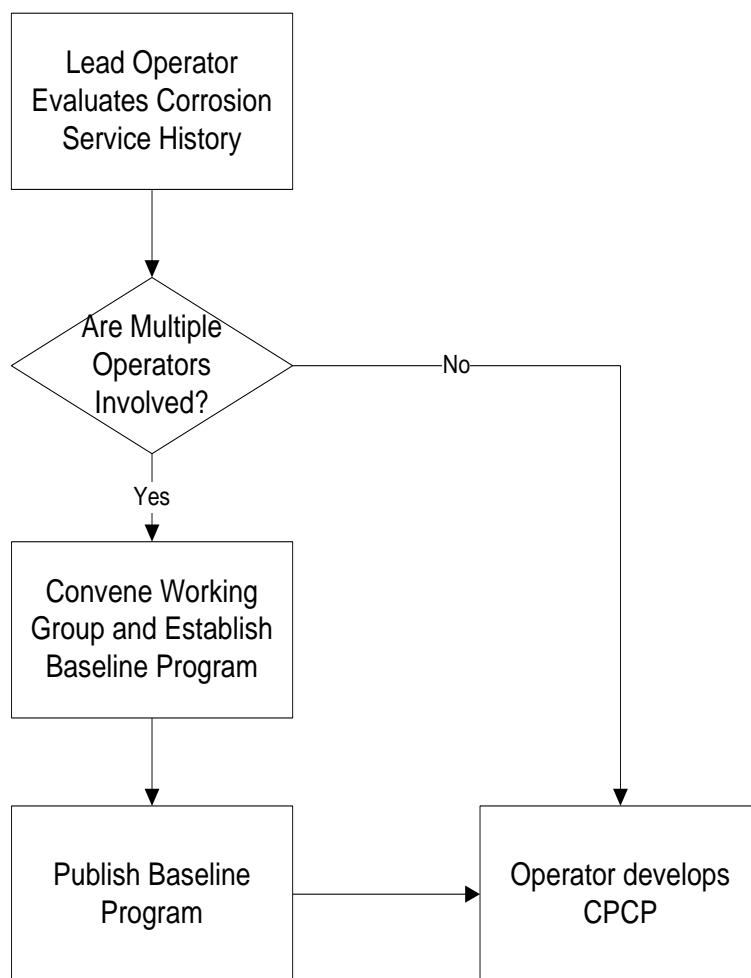 Lead Operator
Evaluates Corrosion
Service History
Are Multiple
Operators
Involved?
No
Yes
Convene Working
Group and Establish
Baseline Program
Publish Baseline
Program
Operator develops
CPCP